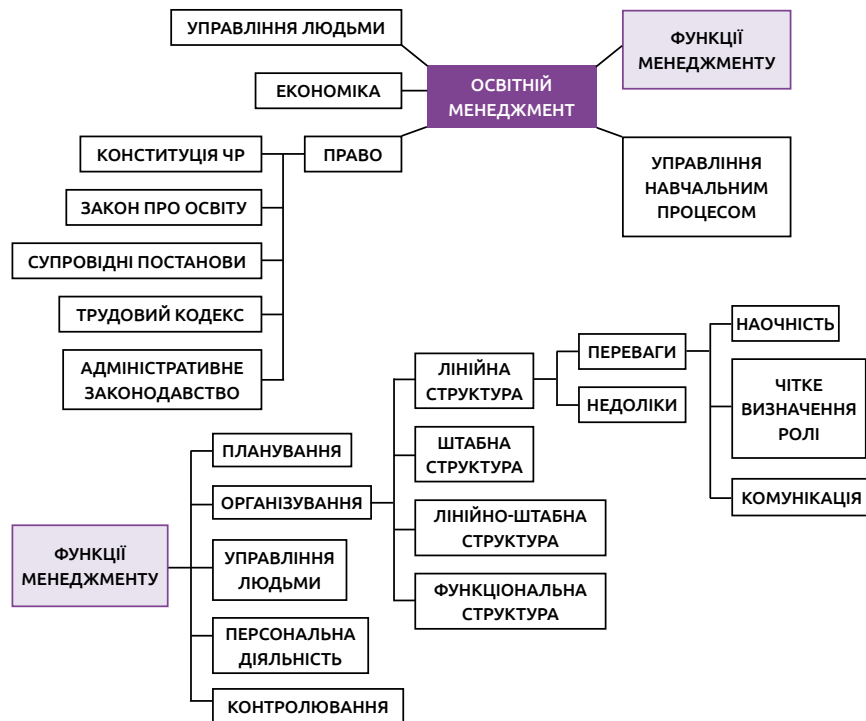 УПРАВЛІННЯ ЛЮДЬМИ
ФУНКЦІЇ
МЕНЕДЖМЕНТУ
ОСВІТНІЙ
МЕНЕДЖМЕНТ
ЕКОНОМІКА
КОНСТИТУЦІЯ ЧР
ПРАВО
УПРАВЛІННЯ
НАВЧАЛЬНИМ
ПРОЦЕСОМ
ЗАКОН ПРО ОСВІТУ
СУПРОВІДНІ ПОСТАНОВИ
ТРУДОВИЙ КОДЕКС
АДМІНІСТРАТИВНЕ
ЗАКОНОДАВСТВО
ЛІНІЙНА
СТРУКТУРА
ПЕРЕВАГИ
НЕДОЛІКИ
НАОЧНІСТЬ
ЧІТКЕ
ВИЗНАЧЕННЯ
РОЛІ
КОМУНІКАЦІЯ
ПЛАНУВАННЯ
ОРГАНІЗУВАННЯ
ШТАБНА
СТРУКТУРА
ЛІНІЙНО-ШТАБНА
СТРУКТУРА
ФУНКЦІЇ
МЕНЕДЖМЕНТУ
УПРАВЛІННЯ
ЛЮДЬМИ
ФУНКЦІОНАЛЬНА
СТРУКТУРА
ПЕРСОНАЛЬНА
ДІЯЛЬНІСТЬ
КОНТРОЛЮВАННЯ